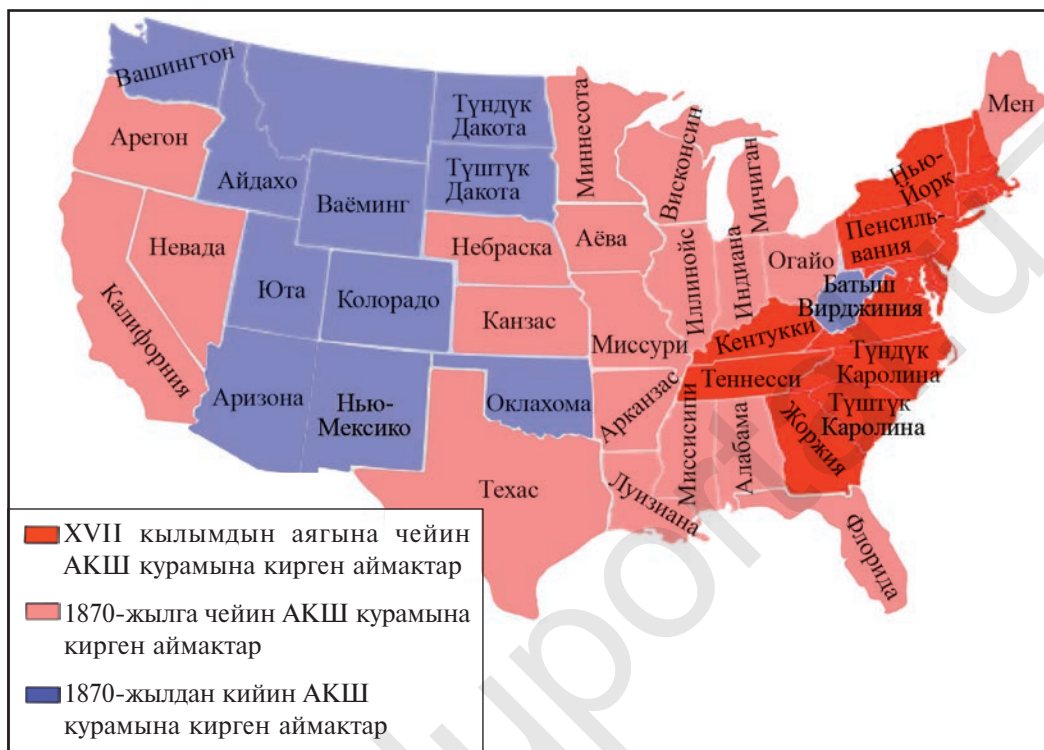 Вашингтон
Арегон
Айдахо
Невада
Калифорния
Юта
Аризона
Ваёминг
Колорадо
Нью-
Мексико
Түндүк
Дакота
Түштүк
Дакота
Небраска
Канзас
Оклахома
Техас
Миннесота
Аёва
Миссури
Арканзас
Луизиана
Висконсин
Иллинойс
Миссисипи
Мичиган
Индиана
Огайо
Кентукки
Теннесси
Алабама
Жоржия
Флорида
Мен
Нью-
Йорк
Пенсиль-
вания
Батыш
Вирджиния
Түндүк
Каролина
Түштүк
Каролина
XVII кылымдын аягына чейин
АКШ курамына кирген аймактар
1870-жылга чейин АКШ курамына
кирген аймактар
1870-жылдан кийин АКШ
курамына кирген аймактар